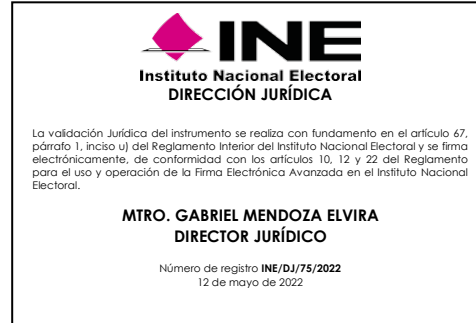 INE
Instituto Nacional Electoral
DIRECCIÓN JURÍDICA
La validación Jurídica del instrumento se realiza con fundamento en el artículo 67,
párrafo 1, inciso u) del Reglamento Interior del Instituto Nacional Electoral y se firma
electrónicamente, de conformidad con los artículos 10, 12 y 22 del Reglamento
para el uso y operación de la Firma Electrónica Avanzada en el Instituto Nacional
Electoral.
MTRO. GABRIEL MENDOZA ELVIRA
DIRECTOR JURÍDICO
Número de registro INE/DJ/75/2022
12 de mayo de 2022